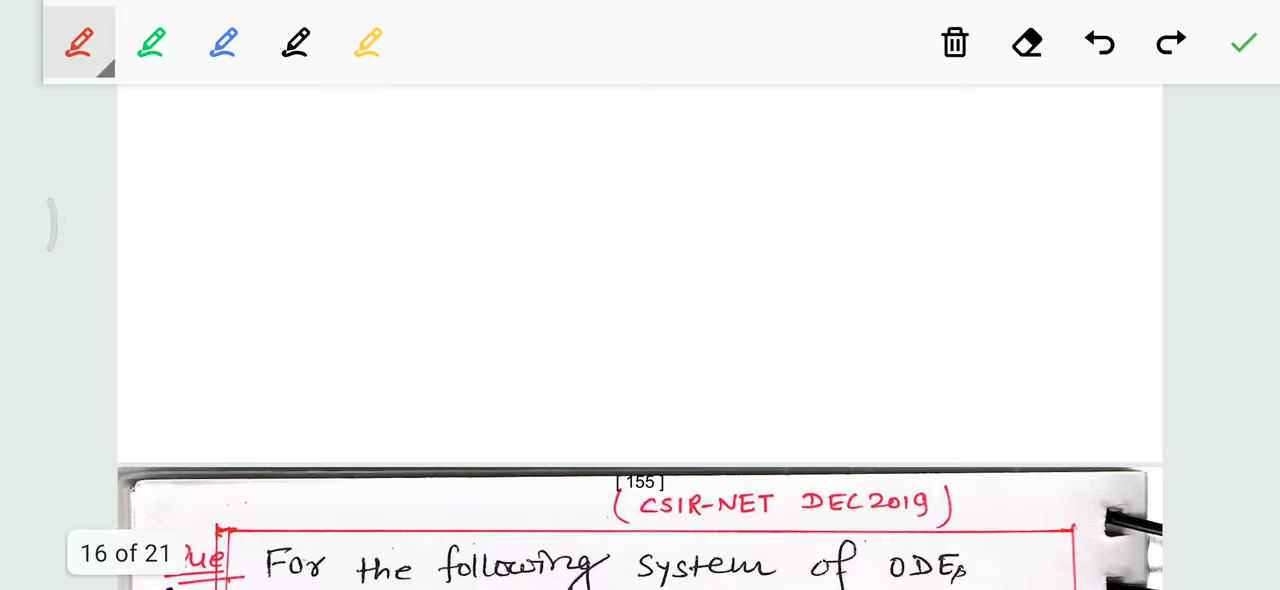 [ 155 ]
( CSIR-NET DEC 2019 )
16 of 21
For the following system of ODEs